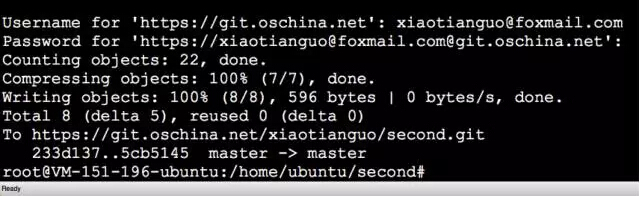 Username for 'https://git.oschina.net': xiaotianguo@foxmail.com
Password for 'https://xiaotianguo@foxmail.com@git.oschina.net':
Counting objects: 22, done.
Compressing objects: 100% (7/7), done.
Writing objects: 100% (8/8), 596 bytes | 0 bytes/s, done.
Total 8 (delta 5), reused 0 (delta 0)
To https://git.oschina.net/xiaotianguo/second.git
   233d137..5cb5145  master -> master
root@VM-151-196-ubuntu:/home/ubuntu/second#
Ready